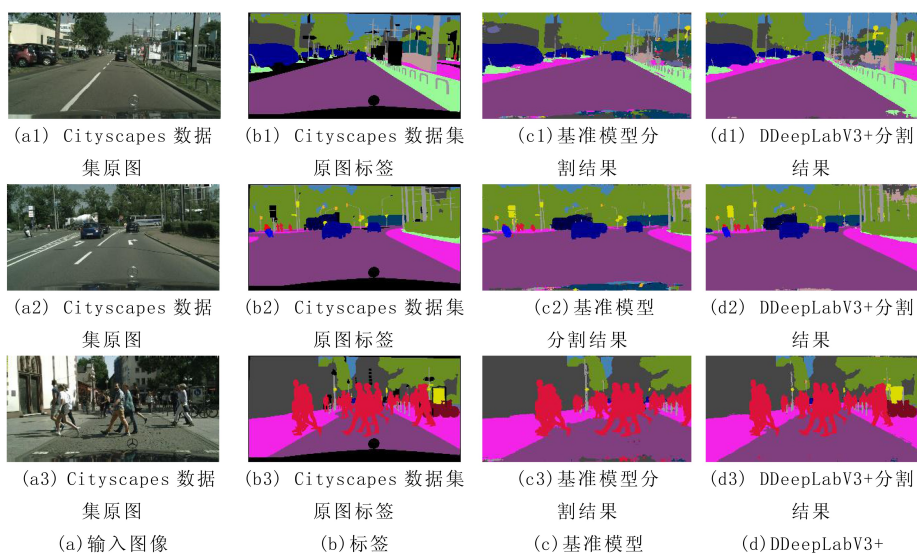 (a1) Cityscapes 数据
集原图
(b1) Cityscapes 数据集
原图标签
(c1)基准模型分
割结果
(d1) DDeepLabV3+分割
结果
(a2) Cityscapes 数据
集原图
(b2) Cityscapes 数据集
原图标签
(c2)基准模型
分割结果
(d2) DDeepLabV3+分割
结果
(a3) Cityscapes 数据
集原图
(b3) Cityscapes 数据集
原图标签
(c3)基准模型分
割结果
(d3) DDeepLabV3+分割
结果
(a)输入图像
(b)标签
(c)基准模型
(d)DDeepLabV3+